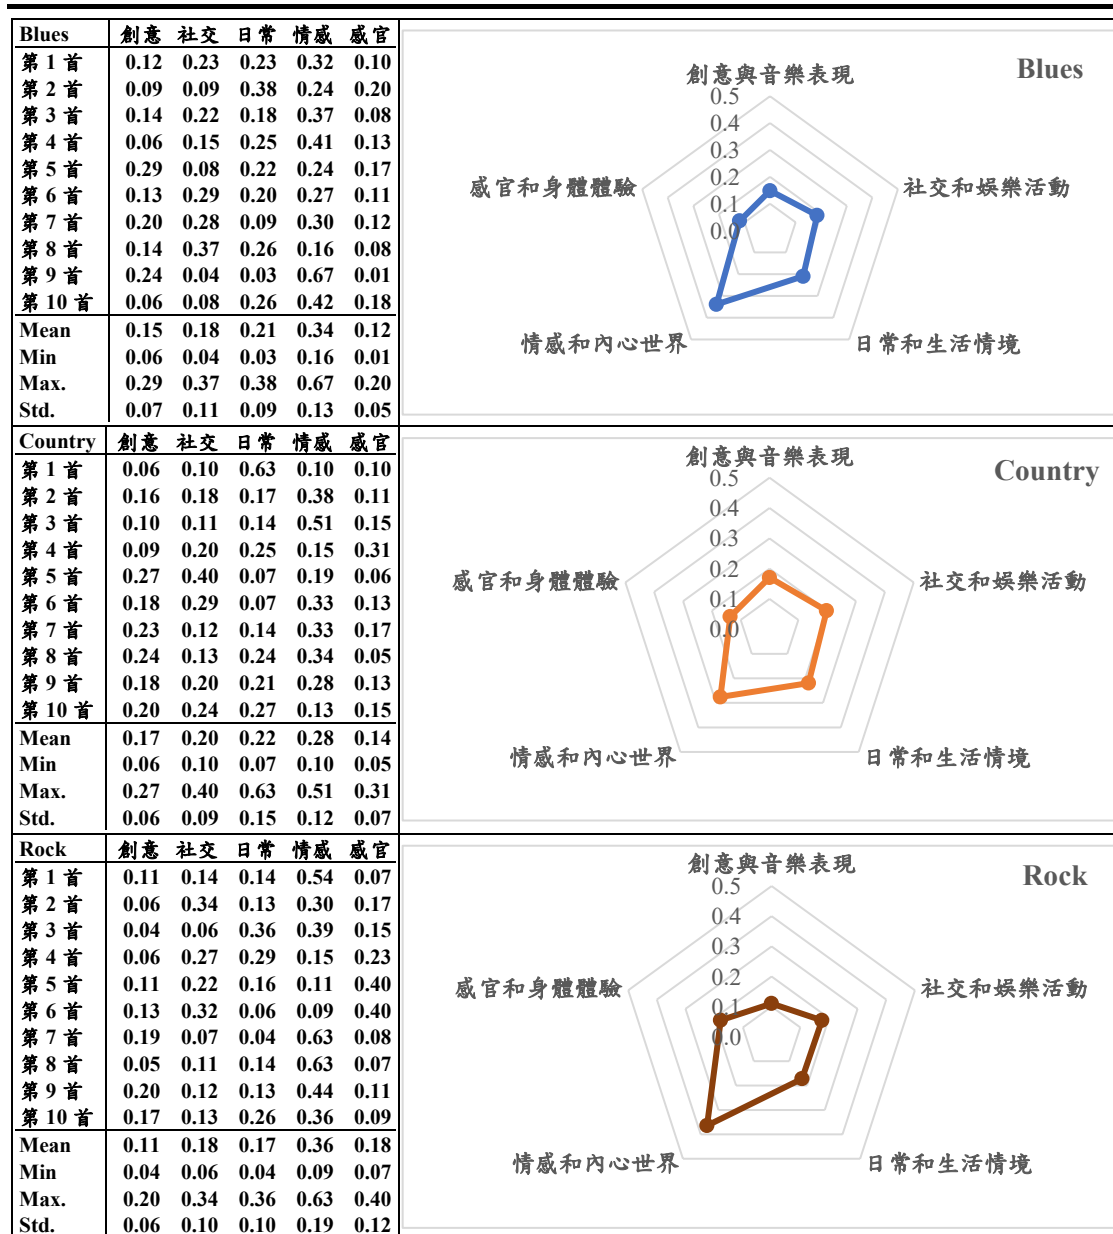 Blues 創意 社交 日常 情感 感官
第 1 首 0.12 0.23 0.23 0.32 0.10
第 2 首 0.09 0.09 0.38 0.24 0.20
第 3 首 0.14 0.22 0.18 0.37 0.08
第 4 首 0.06 0.15 0.25 0.41 0.13
第 5 首 0.29 0.08 0.22 0.24 0.17
第 6 首 0.13 0.29 0.20 0.27 0.11
第 7 首 0.20 0.28 0.09 0.30 0.12
第 8 首 0.14 0.37 0.26 0.16 0.08
第 9 首 0.24 0.04 0.03 0.67 0.01
第 10 首 0.06 0.08 0.26 0.42 0.18
Mean 0.15 0.18 0.21 0.34 0.12
Min 0.06 0.04 0.03 0.16 0.01
Max. 0.29 0.37 0.38 0.67 0.20
Std. 0.07 0.11 0.09 0.13 0.05
Blues
創意與音樂表現
0.5
0.4
0.3
0.2
0.1
0.0
感官和身體體驗
社交和娛樂活動
情感和內心世界
日常和生活情境
Country 創意 社交 日常 情感 感官
第 1 首 0.06 0.10 0.63 0.10 0.10
第 2 首 0.16 0.18 0.17 0.38 0.11
第 3 首 0.10 0.11 0.14 0.51 0.15
第 4 首 0.09 0.20 0.25 0.15 0.31
第 5 首 0.27 0.40 0.07 0.19 0.06
第 6 首 0.18 0.29 0.07 0.33 0.13
第 7 首 0.23 0.12 0.14 0.33 0.17
第 8 首 0.24 0.13 0.24 0.34 0.05
第 9 首 0.18 0.20 0.21 0.28 0.13
第 10 首 0.20 0.24 0.27 0.13 0.15
Mean 0.17 0.20 0.22 0.28 0.14
Min 0.06 0.10 0.07 0.10 0.05
Max. 0.27 0.40 0.63 0.51 0.31
Std. 0.06 0.09 0.15 0.12 0.07
Country
創意與音樂表現
0.5
0.4
0.3
0.2
0.1
0.0
感官和身體體驗
社交和娛樂活動
情感和內心世界
日常和生活情境
Rock 創意 社交 日常 情感 感官
第 1 首 0.11 0.14 0.14 0.54 0.07
第 2 首 0.06 0.34 0.13 0.30 0.17
第 3 首 0.04 0.06 0.36 0.39 0.15
第 4 首 0.06 0.27 0.29 0.15 0.23
第 5 首 0.11 0.22 0.16 0.11 0.40
第 6 首 0.13 0.32 0.06 0.09 0.40
第 7 首 0.19 0.07 0.04 0.63 0.08
第 8 首 0.05 0.11 0.14 0.63 0.07
第 9 首 0.20 0.12 0.13 0.44 0.11
第 10 首 0.17 0.13 0.26 0.36 0.09
Mean 0.11 0.18 0.17 0.36 0.18
Min 0.04 0.06 0.04 0.09 0.07
Max. 0.20 0.34 0.36 0.63 0.40
Std. 0.06 0.10 0.10 0.19 0.12
Rock
創意與音樂表現
0.5
0.4
0.3
0.2
0.1
0.0
感官和身體體驗
社交和娛樂活動
情感和內心世界
日常和生活情境